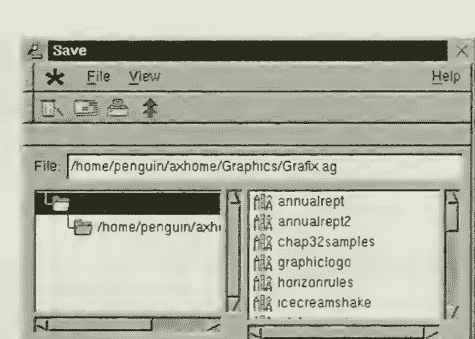 Save
File View Help
File: /home/penguin/axhome/Graphics/Grafix.ag
/home/penguin/axh
annualrept
annualrept2
chap32samples
graphiclogo
horizonrules
icecreamshake